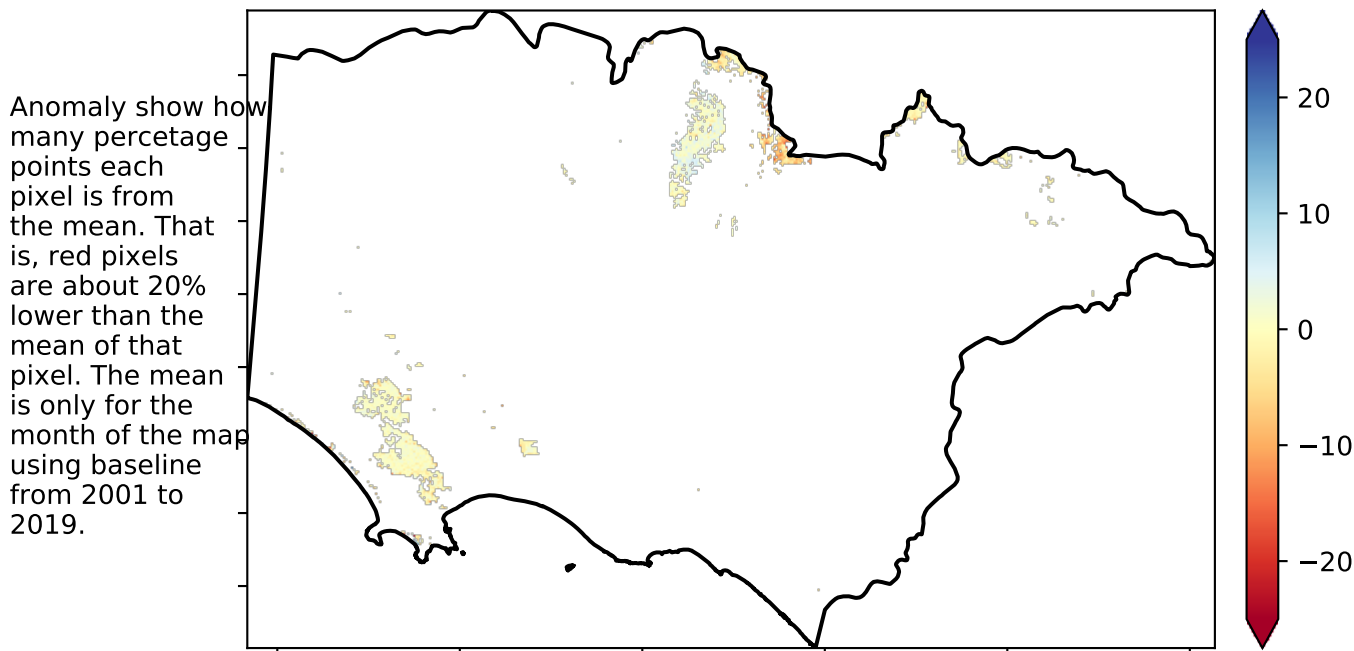 Anomaly show how
many percetage
points each
pixel is from
the mean. That
is, red pixels
are about 20%
lower than the
mean of that
pixel. The mean
is only for the
month of the map
using baseline
from 2001 to
2019.
20
10
0
−10
−20